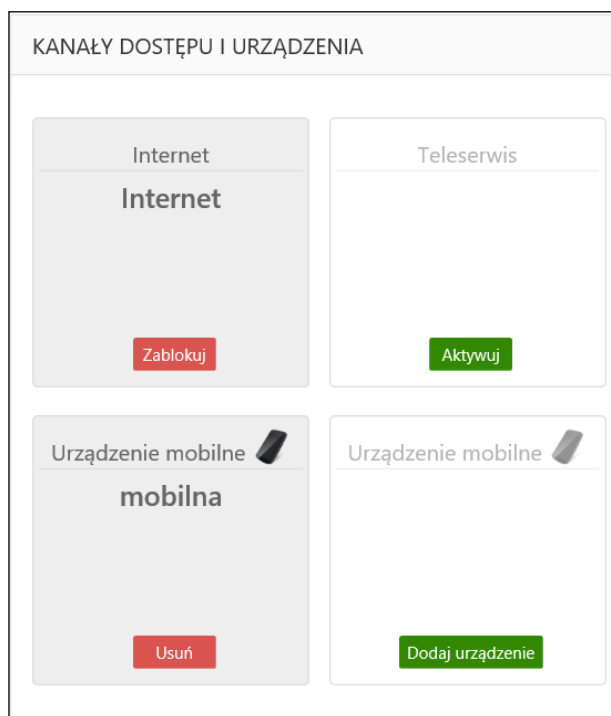 KANAŁY DOSTĘPU I URZĄDZENIA
Internet
Internet
Zablokuj
Teleserwis
Aktywuj
Urządzenie mobilne
mobilna
Usuń
Urządzenie mobilne
Dodaj urządzenie